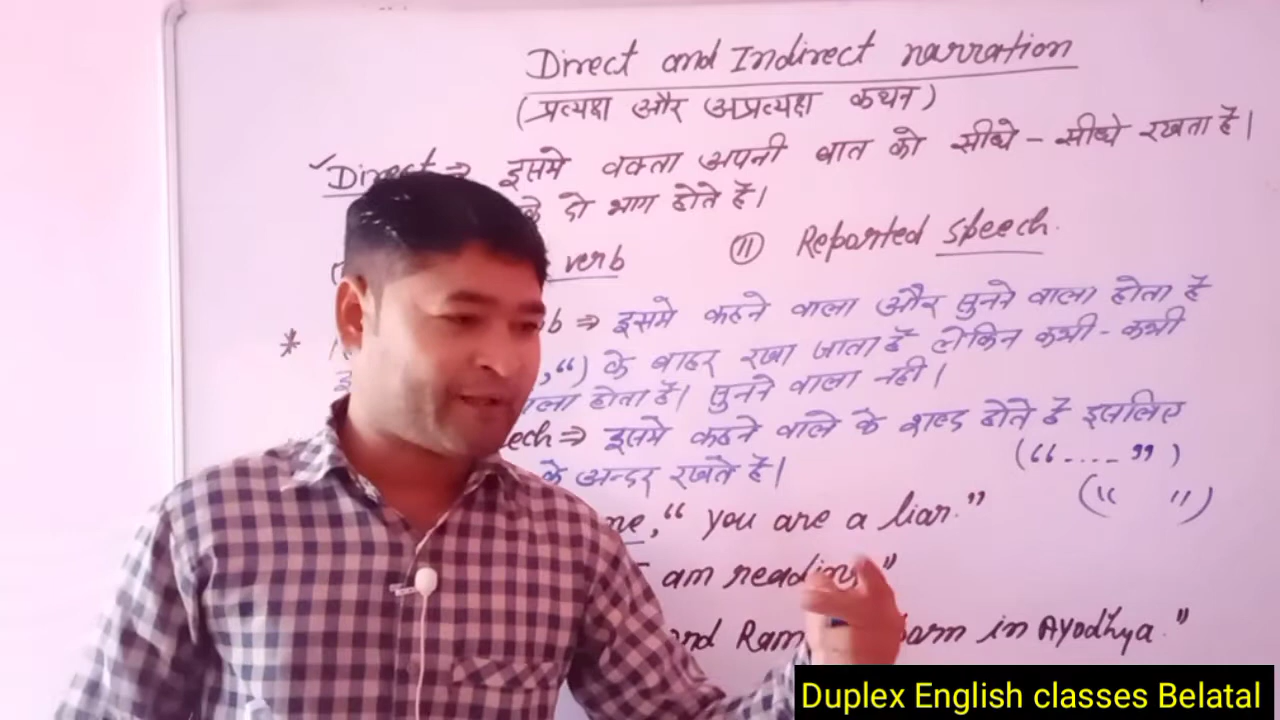 Direct and Indirect narration
(प्रत्यक्ष और अप्रत्यक्ष कथन)
✓Direct ⇒ इसमे वक्ता अपनी बात को सीधे - सीधे रखता है।
के दो भाग होते हैं।
verb (II) Reported speech.
* ⇒ इसमे कहने वाला और सुनने वाला होता है
,“) के बाहर रखा जाता है लेकिन कभी - कभी
होता है। सुनने वाला नही।
⇒ इसमे कहने वाले के शब्द होते है इसलिए
के अन्दर रखते है। (“ .... ”)
(“ ”)
me, “ you are a liar.”
I am reading.”
and Ram born in Ayodhya.”
Duplex English classes Belatal